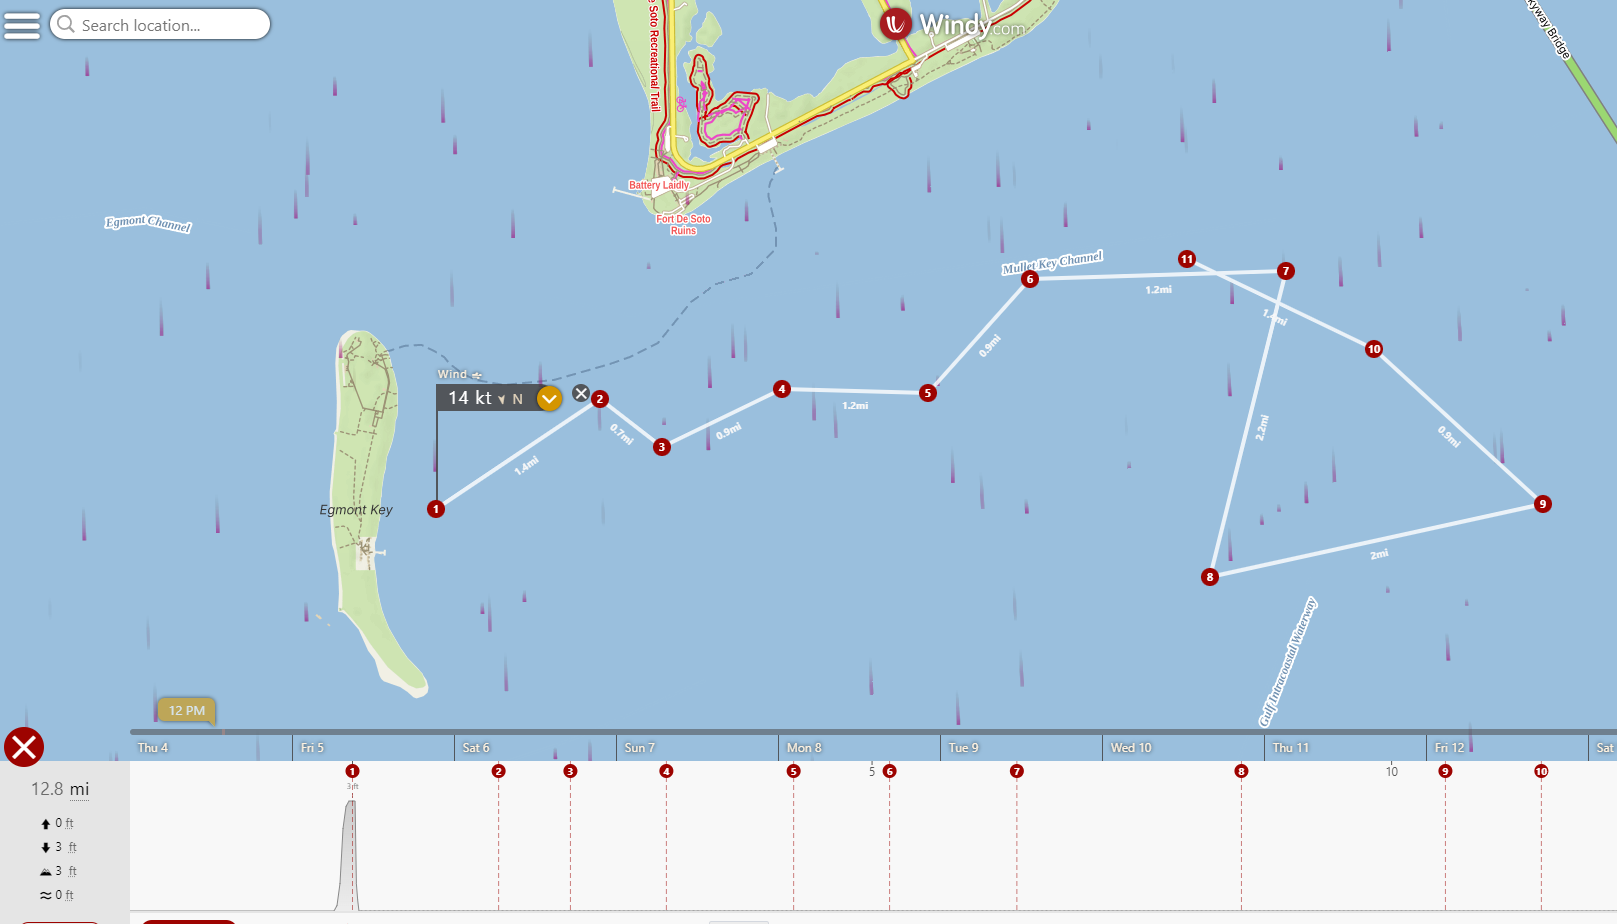 Search location...
e Soto Recreational Trail
Windy.com
kyway Bridge
Battery Laidly
Fort De Soto
Ruins
Egmont Channel
Mullet Key Channel
11
7
6
1.2mi
1.4mi
10
Wind
14 kt N
2
4
5
0.9mi
1.2mi
0.7mi
0.9mi
3
2.2mi
0.9mi
1.4mi
Egmont Key
1
9
2mi
8
Gulf Intracoastal Waterway
12 PM
Thu 4
Fri 5
Sat 6
Sun 7
Mon 8
Tue 9
Wed 10
Thu 11
Fri 12
Sat
1 2 3 4 5 5 6 7 8 10 9 10
3 ft
12.8 mi
0 ft
3 ft
3 ft
0 ft